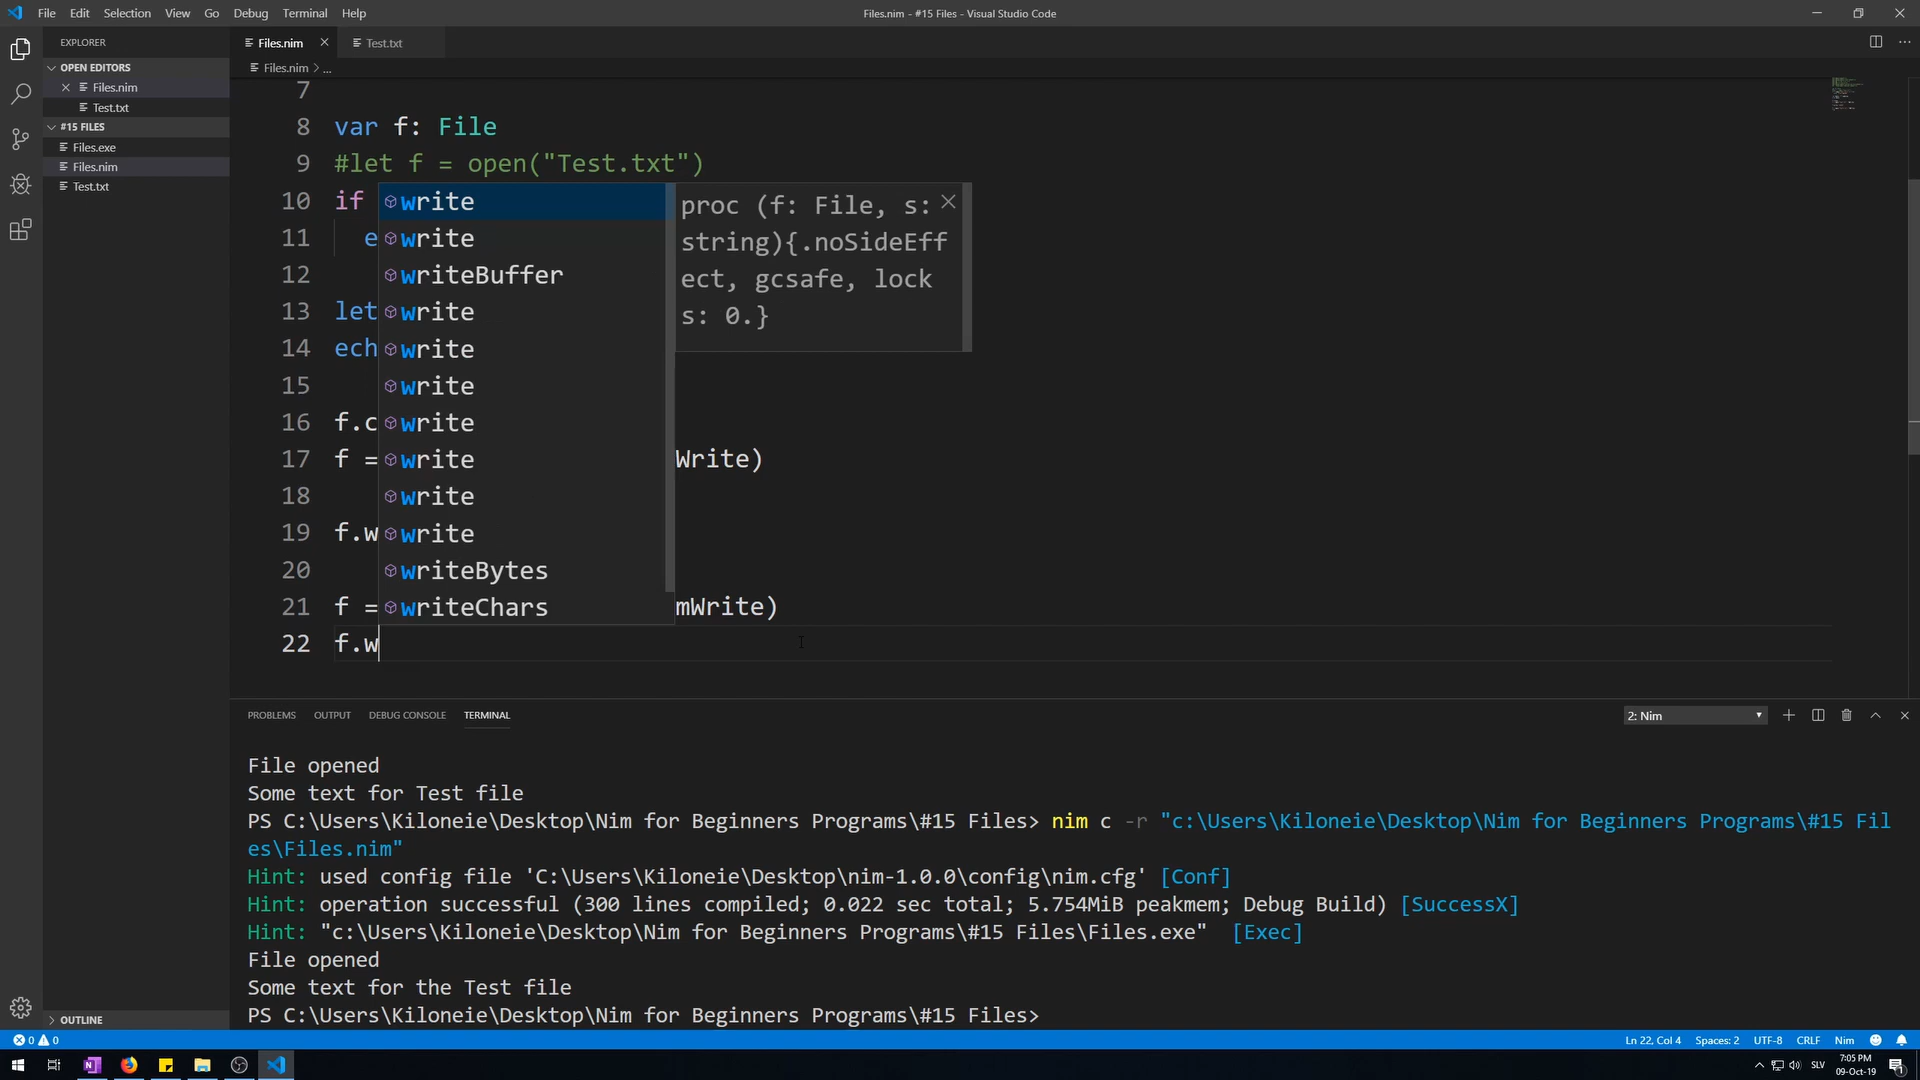 File Edit Selection View Go Debug Terminal Help
Files.nim - #15 Files - Visual Studio Code
EXPLORER
OPEN EDITORS
Files.nim
Test.txt
#15 FILES
Files.exe
Files.nim
Test.txt
OUTLINE
Files.nim
Test.txt
Files.nim > ...
7
8 var f: File
9 #let f = open("Test.txt")
10 if
11 e
12
13 let
14 ech
15
16 f.c
17 f = Write)
18
19 f.w
20
21 f = mWrite)
22 f.w
write
write
writeBuffer
write
write
write
write
write
write
write
writeBytes
writeChars
proc (f: File, s:
string){.noSideEff
ect, gcsafe, lock
s: 0.}
PROBLEMS OUTPUT DEBUG CONSOLE TERMINAL
2: Nim
File opened
Some text for Test file
PS C:\Users\Kiloneie\Desktop\Nim for Beginners Programs\#15 Files> nim c -r "c:\Users\Kiloneie\Desktop\Nim for Beginners Programs\#15 Fil
es\Files.nim"
Hint: used config file 'C:\Users\Kiloneie\Desktop\nim-1.0.0\config\nim.cfg' [Conf]
Hint: operation successful (300 lines compiled; 0.022 sec total; 5.754MiB peakmem; Debug Build) [SuccessX]
Hint: "c:\Users\Kiloneie\Desktop\Nim for Beginners Programs\#15 Files\Files.exe" [Exec]
File opened
Some text for the Test file
PS C:\Users\Kiloneie\Desktop\Nim for Beginners Programs\#15 Files>
0 0
Ln 22, Col 4 Spaces: 2 UTF-8 CRLF Nim
SLV
7:05 PM
09-Oct-19